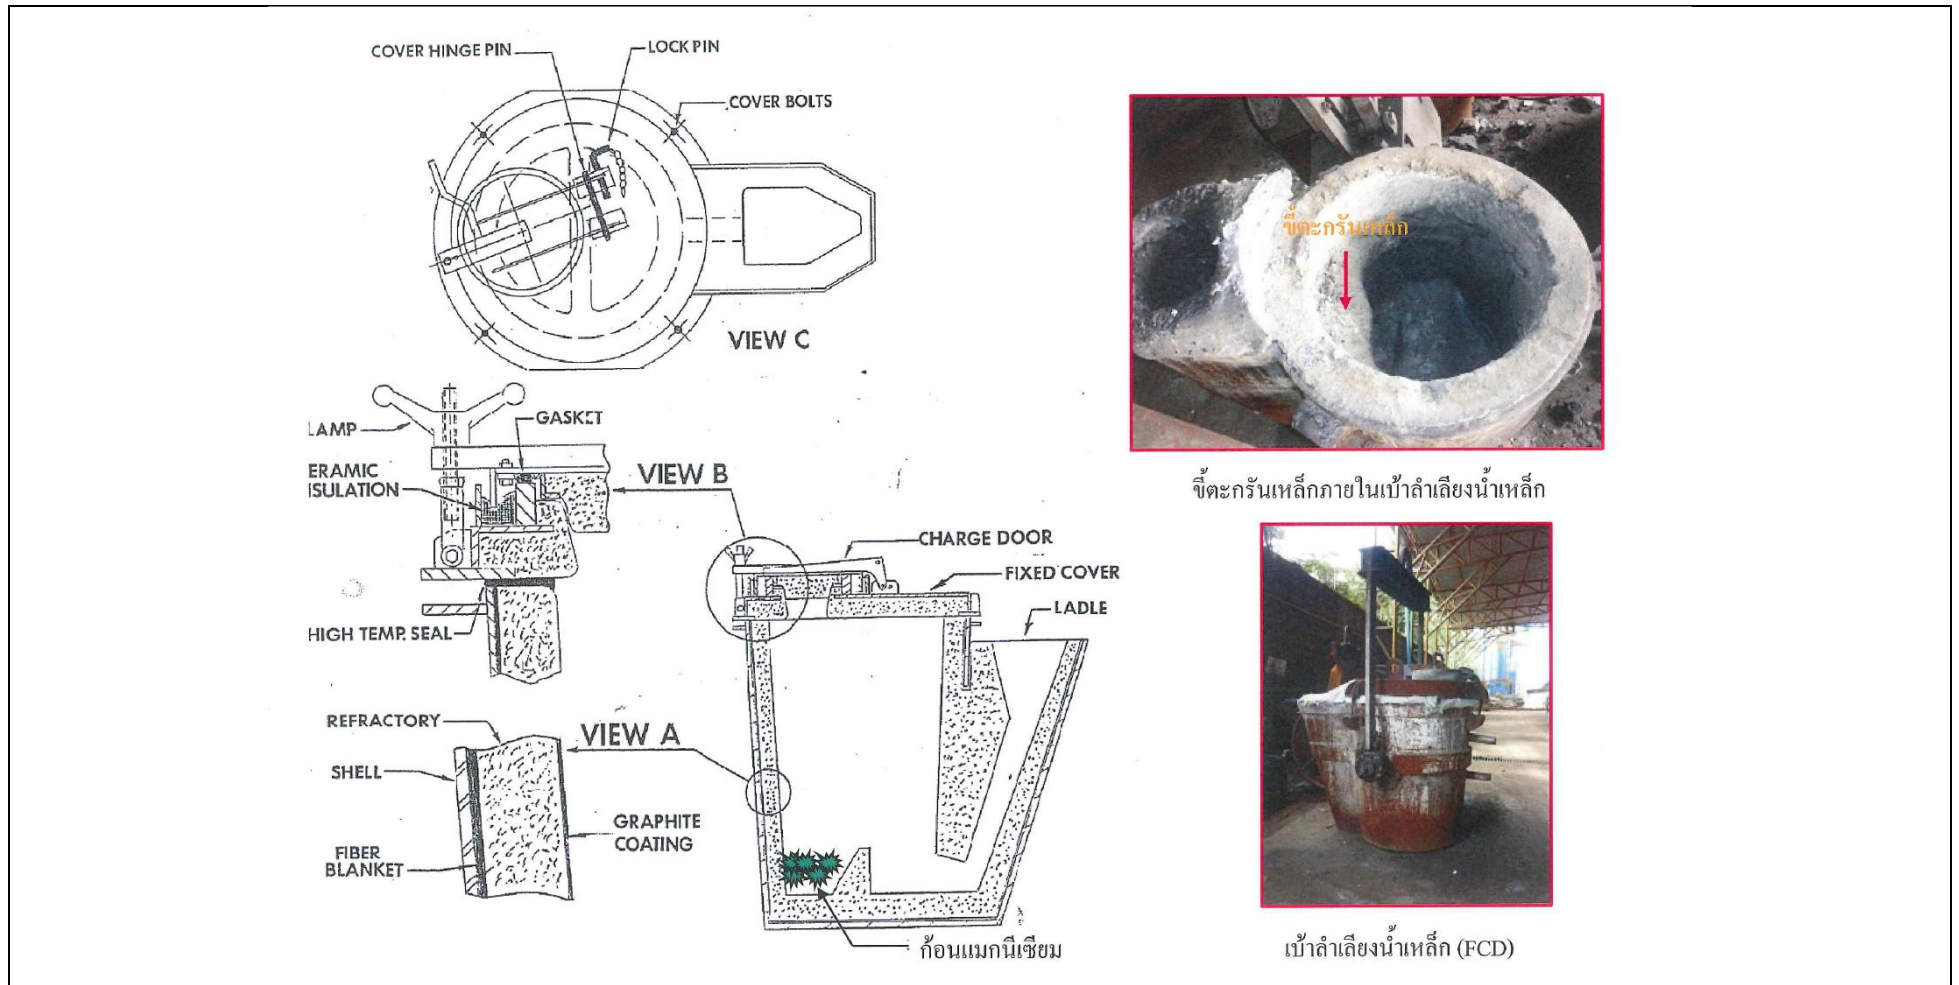 COVER HINGE PIN
LOCK PIN
COVER BOLTS
VIEW C
LAMP
GASKET
ERAMIC
NSULATION
VIEW B
HIGH TEMP. SEAL
CHARGE DOOR
FIXED COVER
LADLE
REFRACTORY
VIEW A
SHELL
GRAPHITE
COATING
FIBER
BLANKET
ก้อนแมกนีเซียม
ขี้ตะกรันเหล็ก
ขี้ตะกรันเหล็กภายในเบ้าลำเลียงน้ำเหล็ก
เบ้าลำเลียงน้ำเหล็ก (FCD)